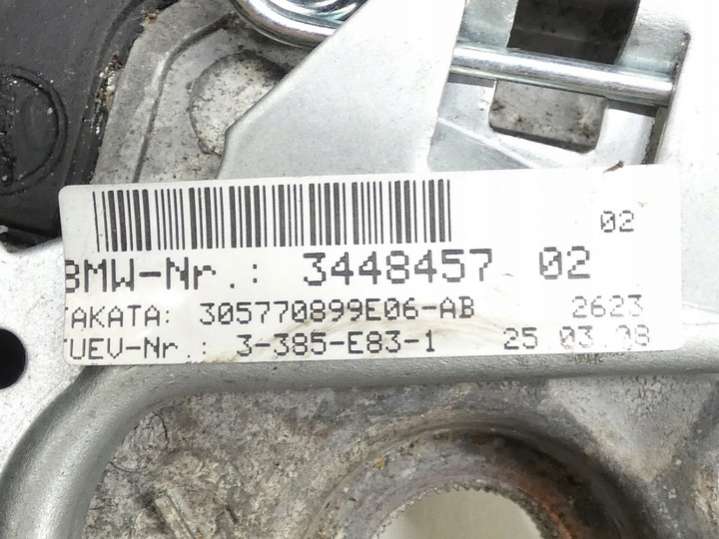 02
BMW-Nr.: 3448457 02
TAKATA: 305770899E06-AB 2623
TUEV-Nr.: 3-385-E83-1 25 03 08